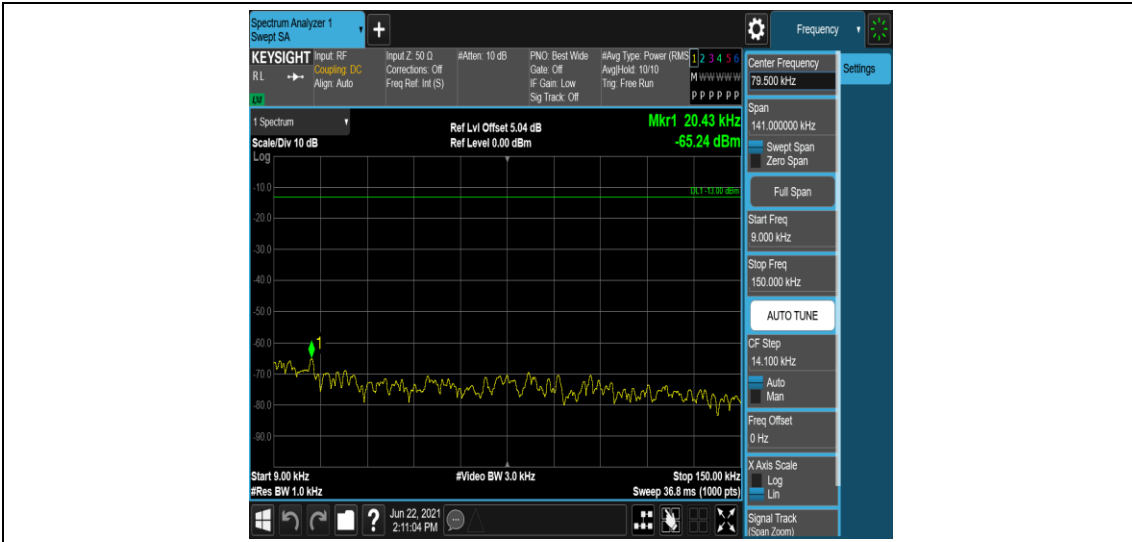 Spectrum Analyzer 1
Swept SA
Frequency
KEYSIGHT
RL
LXI
Input: RF
Coupling: DC
Align: Auto
Input Z: 50 Ω
Corrections: Off
Freq Ref: Int (S)
#Atten: 10 dB
PNO: Best Wide
Gate: Off
IF Gain: Low
Sig Track: Off
#Avg Type: Power (RMS
Avg|Hold: 10/10
Trig: Free Run
1 2 3 4 5 6
M W W W W W
P P P P P P
Center Frequency
79.500 kHz
Settings
Span
141.000000 kHz
Swept Span
Zero Span
Full Span
Start Freq
9.000 kHz
Stop Freq
150.000 kHz
AUTO TUNE
CF Step
14.100 kHz
Auto
Man
Freq Offset
0 Hz
X Axis Scale
Log
Lin
Signal Track
(Span Zoom)
1 Spectrum
Scale/Div 10 dB
Log
Ref Lvl Offset 5.04 dB
Ref Level 0.00 dBm
Mkr1 20.43 kHz
-65.24 dBm
DL1 -13.00 dBm
-10.0
-20.0
-30.0
-40.0
-50.0
-60.0
-70.0
-80.0
-90.0
1
Start 9.00 kHz
#Res BW 1.0 kHz
#Video BW 3.0 kHz
Stop 150.00 kHz
Sweep 36.8 ms (1000 pts)
?
Jun 22, 2021
2:11:04 PM